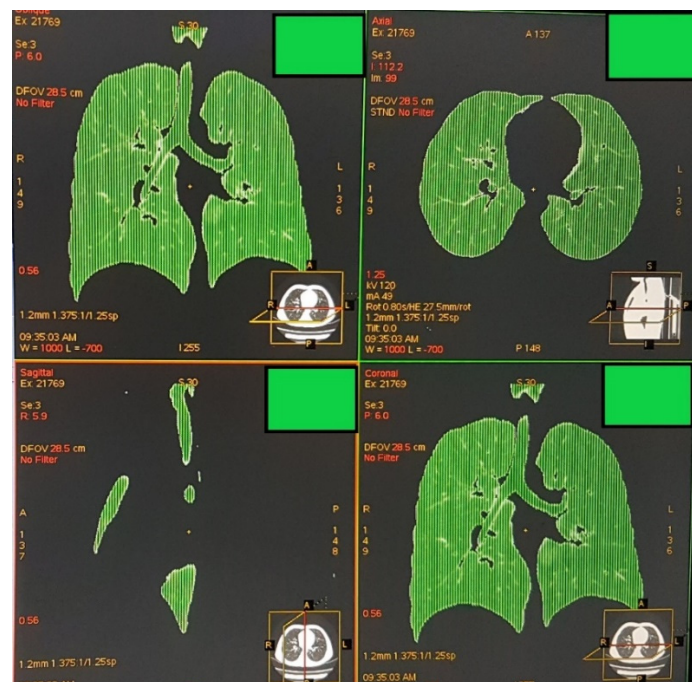 Oblique
Ex: 21769
Se:3
P: 6.0
DFOV 28.5 cm
No Filter
S 30
R
1
4
9
L
1
3
6
0.56
1.2mm 1.375:1/1.25sp
09:35:03 AM
W = 1000 L = -700
I 255
A
R
L
P
Axial
Ex: 21769
Se:3
I: 112.2
Im: 99
DFOV 28.5 cm
STND No Filter
A 137
R
1
4
9
L
1
3
6
1.25
kV 120
mA 49
Rot 0.80s/HE 27.5mm/rot
1.2mm 1.375:1/1.25sp
Tilt: 0.0
09:35:03 AM
W = 1000 L = -700
P 148
S
A
P
I
Sagittal
Ex: 21769
Se:3
R: 5.9
DFOV 28.5 cm
No Filter
S 30
A
1
3
7
P
1
4
8
0.56
1.2mm 1.375:1/1.25sp
A
R
L
Coronal
Ex: 21769
Se:3
P: 6.0
DFOV 28.5 cm
No Filter
S 30
R
1
4
9
L
1
3
6
0.56
1.2mm 1.375:1/1.25sp
09:35:03 AM
A
R
L
P